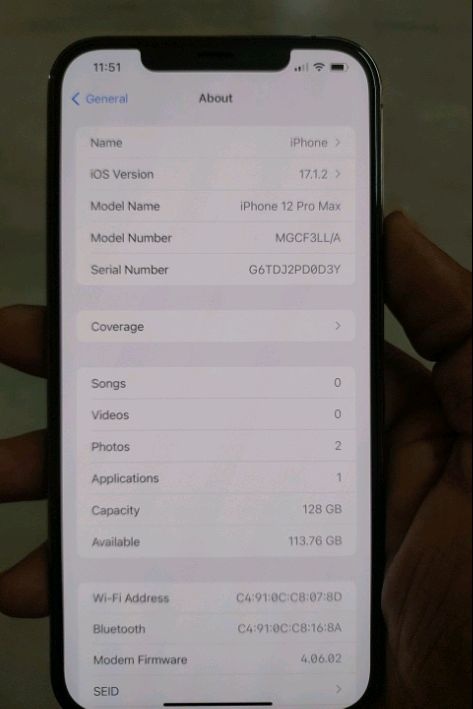 11:51
General About
Name iPhone
iOS Version 17.1.2
Model Name iPhone 12 Pro Max
Model Number MGCF3LL/A
Serial Number G6TDJ2PD0D3Y
Coverage
Songs 0
Videos 0
Photos 2
Applications 1
Capacity 128 GB
Available 113.76 GB
Wi-Fi Address C4:91:0C:C8:07:8D
Bluetooth C4:91:0C:C8:16:8A
Modem Firmware 4.06.02
SEID